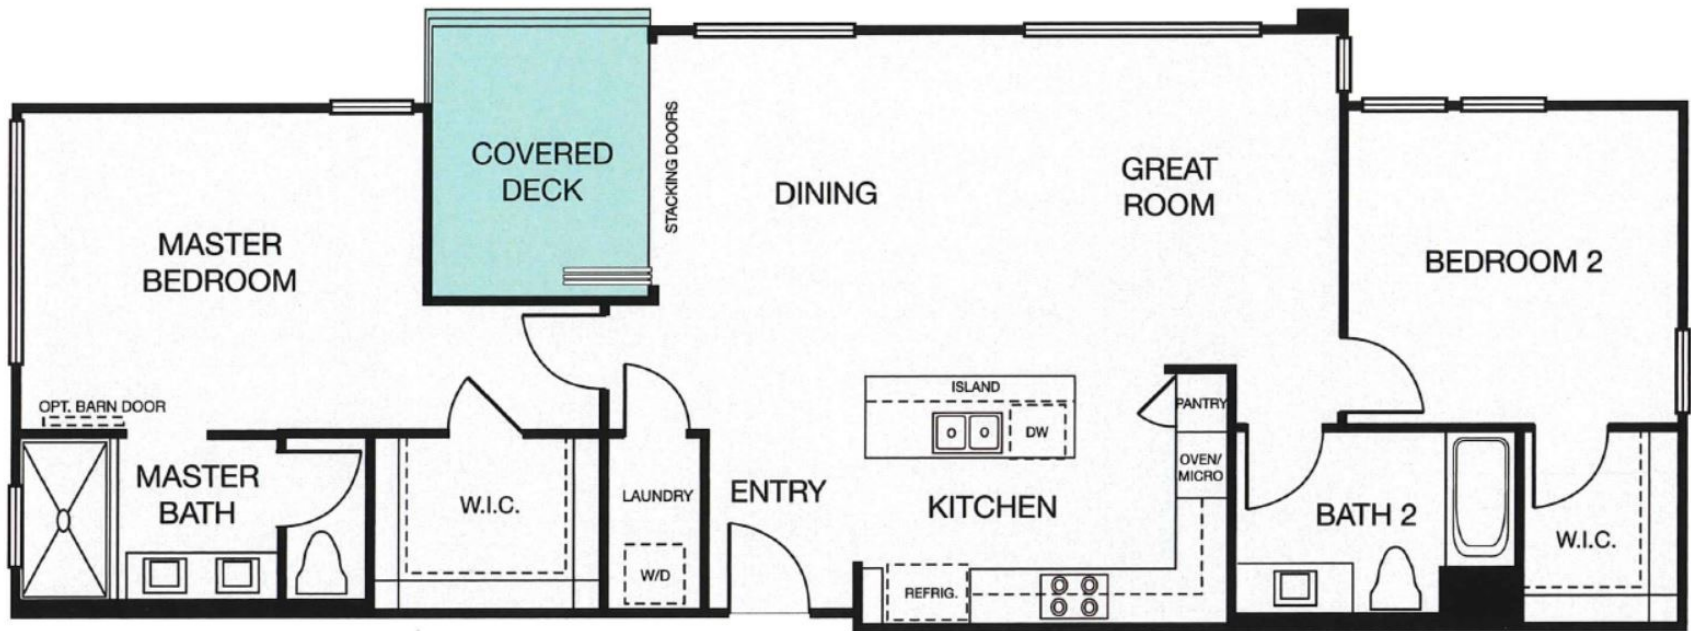 COVERED
DECK
STACKING DOORS
DINING
GREAT
ROOM
MASTER
BEDROOM
BEDROOM 2
OPT. BARN DOOR
ISLAND
DW
PANTRY
OVEN/
MICRO
MASTER
BATH
W.I.C.
LAUNDRY
ENTRY
KITCHEN
BATH 2
W.I.C.
W/D
REFRIG.